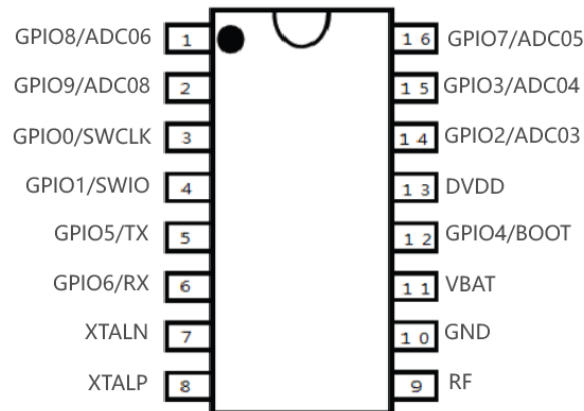 GPIO8/ADC06 1 16 GPIO7/ADC05
GPIO9/ADC08 2 15 GPIO3/ADC04
GPIO0/SWCLK 3 14 GPIO2/ADC03
GPIO1/SWIO 4 13 DVDD
GPIO5/TX 5 12 GPIO4/BOOT
GPIO6/RX 6 11 VBAT
XTALN 7 10 GND
XTALP 8 9 RF